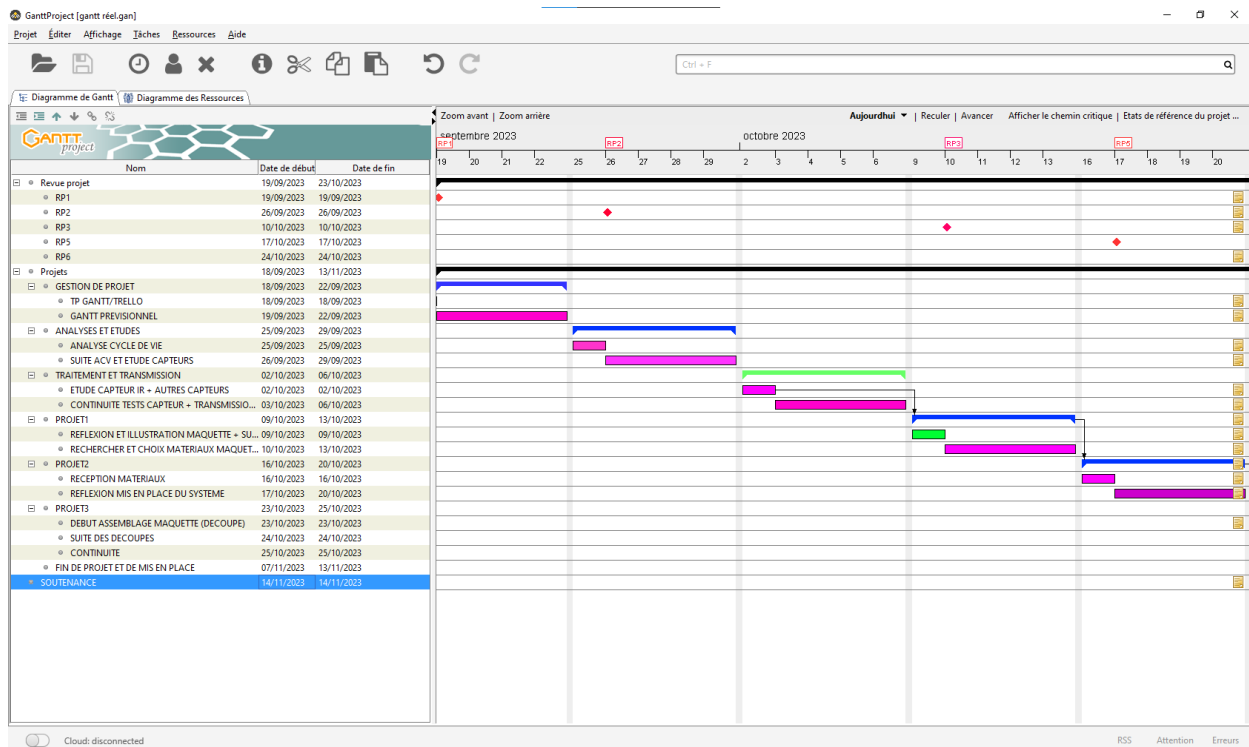 GanttProject [gantt réel.gan]
Projet Éditer Affichage Tâches Ressources Aide
Ctrl + F
Diagramme de Gantt Diagramme des Ressources
Zoom avant | Zoom arrière Aujourdhui | Reculer | Avancer Afficher le chemin critique | Etats de référence du projet ...
GANTT project
septembre 2023 octobre 2023
RP1 RP2 RP3 RP5
19 20 21 22 25 26 27 28 29 2 3 4 5 6 9 10 11 12 13 16 17 18 19 20
Nom Date de début Date de fin
Revue projet 19/09/2023 23/10/2023
RP1 19/09/2023 19/09/2023
RP2 26/09/2023 26/09/2023
RP3 10/10/2023 10/10/2023
RP5 17/10/2023 17/10/2023
RP6 24/10/2023 24/10/2023
Projets 18/09/2023 13/11/2023
GESTION DE PROJET 18/09/2023 22/09/2023
TP GANTT/TRELLO 18/09/2023 18/09/2023
GANTT PREVISIONNEL 19/09/2023 22/09/2023
ANALYSES ET ETUDES 25/09/2023 29/09/2023
ANALYSE CYCLE DE VIE 25/09/2023 25/09/2023
SUITE ACV ET ETUDE CAPTEURS 26/09/2023 29/09/2023
TRAITEMENT ET TRANSMISSION 02/10/2023 06/10/2023
ETUDE CAPTEUR IR + AUTRES CAPTEURS 02/10/2023 02/10/2023
CONTINUITE TESTS CAPTEUR + TRANSMISSIO... 03/10/2023 06/10/2023
PROJET1 09/10/2023 13/10/2023
REFLEXION ET ILLUSTRATION MAQUETTE + SU... 09/10/2023 09/10/2023
RECHERCHER ET CHOIX MATERIAUX MAQUET... 10/10/2023 13/10/2023
PROJET2 16/10/2023 20/10/2023
RECEPTION MATERIAUX 16/10/2023 16/10/2023
REFLEXION MIS EN PLACE DU SYSTEME 17/10/2023 20/10/2023
PROJET3 23/10/2023 25/10/2023
DEBUT ASSEMBLAGE MAQUETTE (DECOUPE) 23/10/2023 23/10/2023
SUITE DES DECOUPES 24/10/2023 24/10/2023
CONTINUITE 25/10/2023 25/10/2023
FIN DE PROJET ET DE MIS EN PLACE 07/11/2023 13/11/2023
SOUTENANCE 14/11/2023 14/11/2023
Cloud: disconnected RSS Attention Erreurs